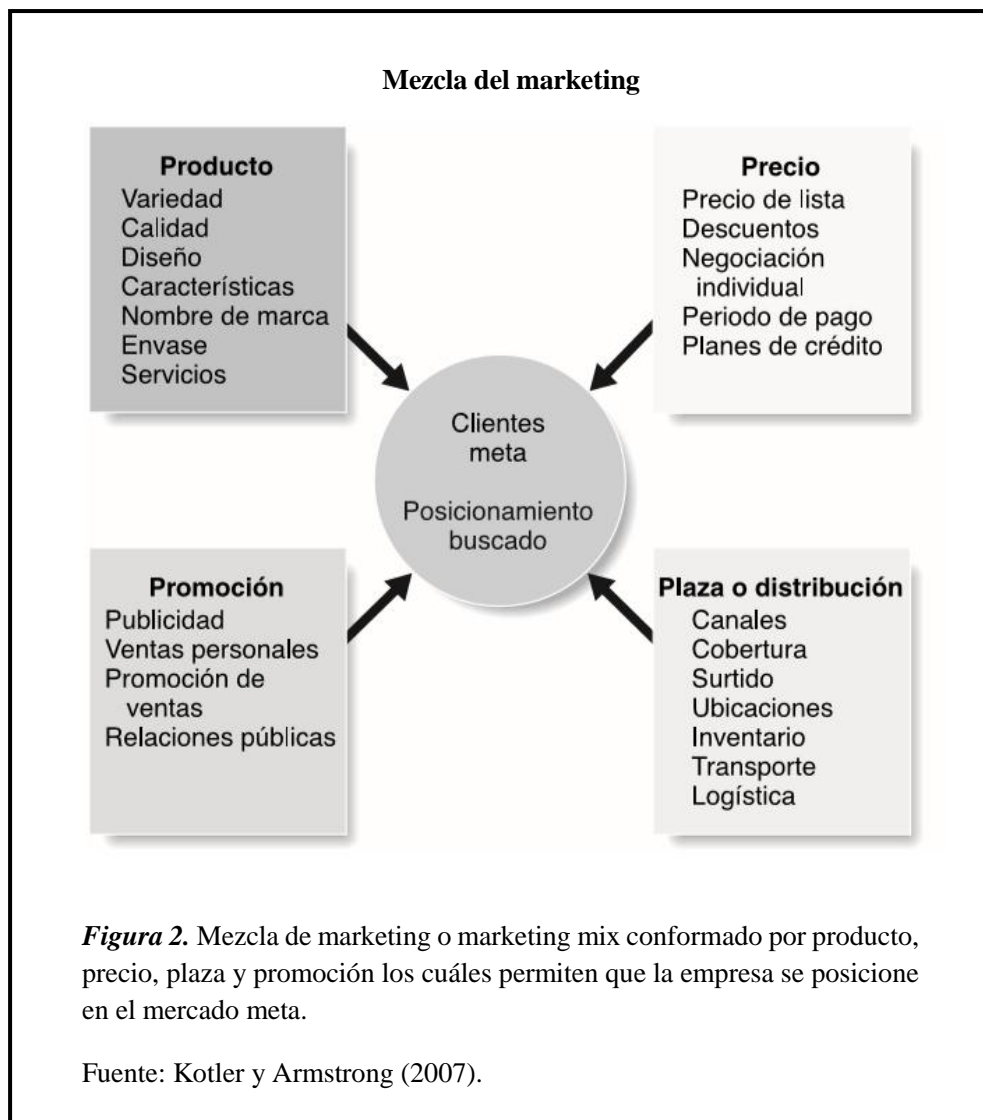 Mezcla del marketing
Producto
Variedad
Calidad
Diseño
Características
Nombre de marca
Envase
Servicios
Precio
Precio de lista
Descuentos
Negociación
individual
Periodo de pago
Planes de crédito
Clientes
meta
Posicionamiento
buscado
Promoción
Publicidad
Ventas personales
Promoción de
ventas
Relaciones públicas
Plaza o distribución
Canales
Cobertura
Surtido
Ubicaciones
Inventario
Transporte
Logística
Figura 2. Mezcla de marketing o marketing mix conformado por producto,
precio, plaza y promoción los cuáles permiten que la empresa se posicione
en el mercado meta.
Fuente: Kotler y Armstrong (2007).